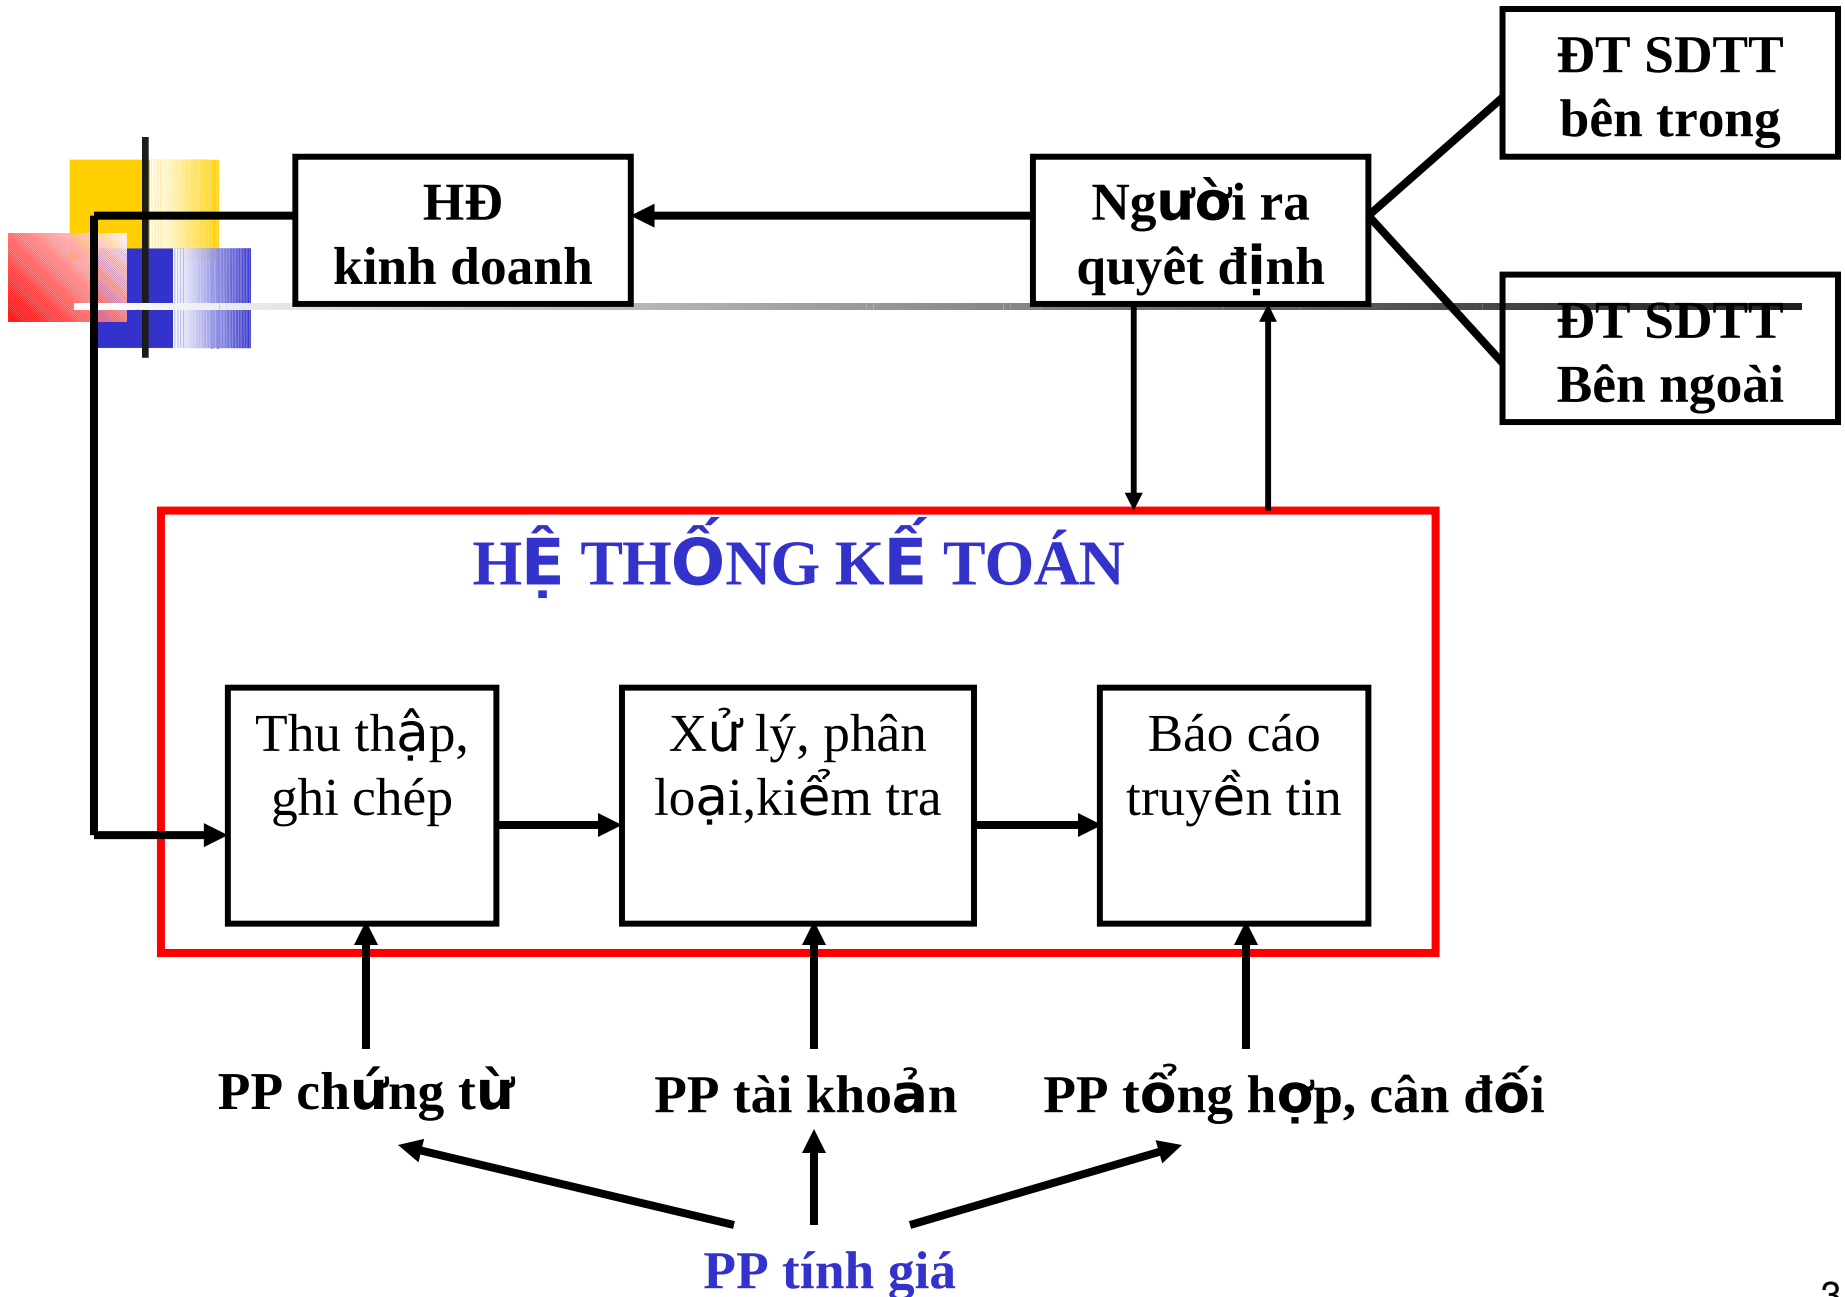 ĐT SDTT
bên trong
HĐ
kinh doanh
Người ra
quyêt định
ĐT SDTT
Bên ngoài
HỆ THỐNG KẾ TOÁN
Thu thập,
ghi chép
Xử lý, phân
loại,kiểm tra
Báo cáo
truyền tin
PP chứng từ
PP tài khoản
PP tổng hợp, cân đối
PP tính giá
3